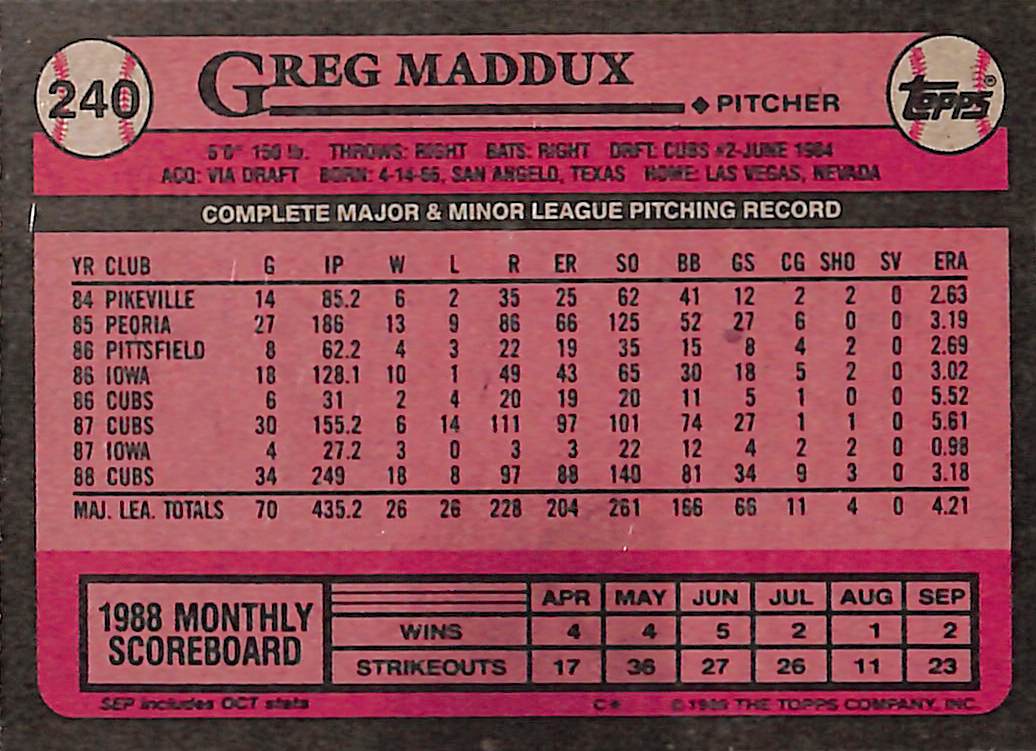 240 GREG MADDUX ◆ PITCHER topps®
6'0" 150 lb. THROWS: RIGHT BATS: RIGHT DRFT: CUBS #2-JUNE 1984
ACQ: VIA DRAFT BORN: 4-14-66, SAN ANGELO, TEXAS HOME: LAS VEGAS, NEVADA
COMPLETE MAJOR & MINOR LEAGUE PITCHING RECORD
YR CLUB G IP W L R ER SO BB GS CG SHO SV ERA
84 PIKEVILLE 14 85.2 6 2 35 25 62 41 12 2 2 0 2.63
85 PEORIA 27 186 13 9 86 66 125 52 27 6 0 0 3.19
86 PITTSFIELD 8 62.2 4 3 22 19 35 15 8 4 2 0 2.69
86 IOWA 18 128.1 10 1 49 43 65 30 18 5 2 0 3.02
86 CUBS 6 31 2 4 20 19 20 11 5 1 0 0 5.52
87 CUBS 30 155.2 6 14 111 97 101 74 27 1 1 0 5.61
87 IOWA 4 27.2 3 0 3 3 22 12 4 2 2 0 0.98
88 CUBS 34 249 18 8 97 88 140 81 34 9 3 0 3.18
MAJ. LEA. TOTALS 70 435.2 26 26 228 204 261 166 66 11 4 0 4.21
1988 MONTHLY
SCOREBOARD
APR MAY JUN JUL AUG SEP
WINS 4 4 5 2 1 2
STRIKEOUTS 17 36 27 26 11 23
SEP includes OCT stats C* © 1989 THE TOPPS COMPANY, INC.